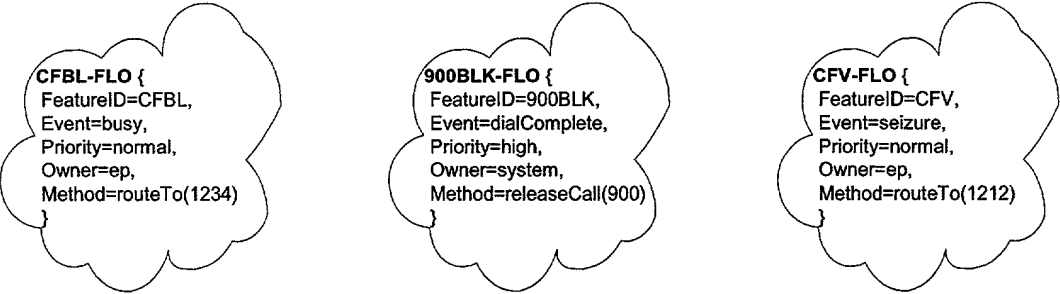 CFBL-FLO {
FeatureID=CFBL,
Event=busy,
Priority=normal,
Owner=ep,
Method=routeTo(1234)
}
900BLK-FLO {
FeatureID=900BLK,
Event=dialComplete,
Priority=high,
Owner=system,
Method=releaseCall(900)
}
CFV-FLO {
FeatureID=CFV,
Event=seizure,
Priority=normal,
Owner=ep,
Method=routeTo(1212)
}